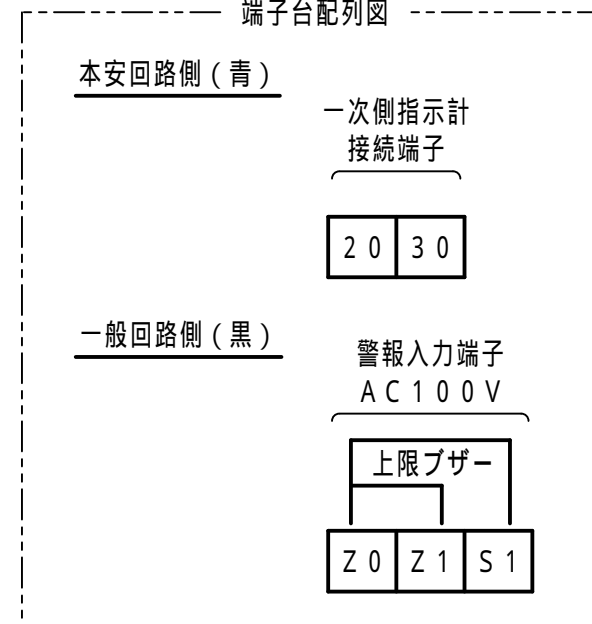 端子台配列図
本安回路側（青）
一次側指示計
接続端子
２０ ３０
一般回路側（黒）
警報入力端子
ＡＣ１００Ｖ
上限ブザー
Ｚ０ Ｚ１ Ｓ１